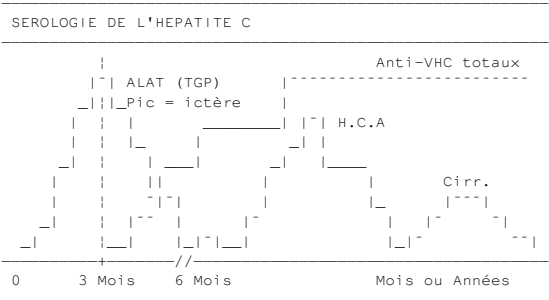 SEROLOGIE DE L'HEPATITE C
Anti-VHC totaux
ALAT (TGP)
Pic = ictère
H.C.A
Cirr.
0 3 Mois 6 Mois Mois ou Années